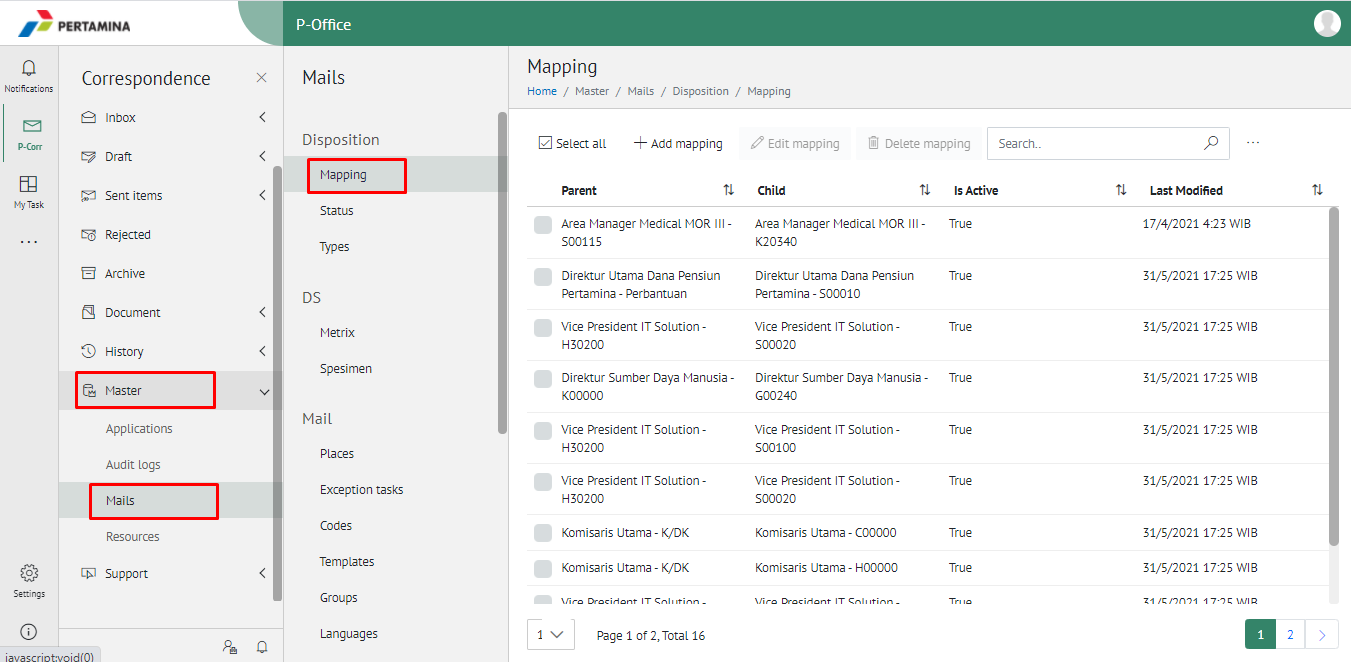 PERTAMINA
P-Office
Notifications
P-Corr
My Task
...
Settings
Correspondence
Inbox
Draft
Sent items
Rejected
Archive
Document
History
Master
Applications
Audit logs
Mails
Resources
Support
javascript:void(0)
Mails
Disposition
Mapping
Status
Types
DS
Metrix
Spesimen
Mail
Places
Exception tasks
Codes
Templates
Groups
Languages
Mapping
Home / Master / Mails / Disposition / Mapping
Select all Add mapping Edit mapping Delete mapping Search.. ...
Parent Child Is Active Last Modified
Area Manager Medical MOR III - Area Manager Medical MOR III - True 17/4/2021 4:23 WIB
S00115 K20340
Direktur Utama Dana Pensiun Direktur Utama Dana Pensiun True 31/5/2021 17:25 WIB
Pertamina - Perbantuan Pertamina - S00010
Vice President IT Solution - Vice President IT Solution - True 31/5/2021 17:25 WIB
H30200 S00020
Direktur Sumber Daya Manusia - Direktur Sumber Daya Manusia - True 31/5/2021 17:25 WIB
K00000 G00240
Vice President IT Solution - Vice President IT Solution - True 31/5/2021 17:25 WIB
H30200 S00100
Vice President IT Solution - Vice President IT Solution - True 31/5/2021 17:25 WIB
H30200 S00020
Komisaris Utama - K/DK Komisaris Utama - C00000 True 31/5/2021 17:25 WIB
Komisaris Utama - K/DK Komisaris Utama - H00000 True 31/5/2021 17:25 WIB
Vice President IT Solution - Vice President IT Solution - True 31/5/2021 17:25 WIB
1 Page 1 of 2, Total 16 1 2